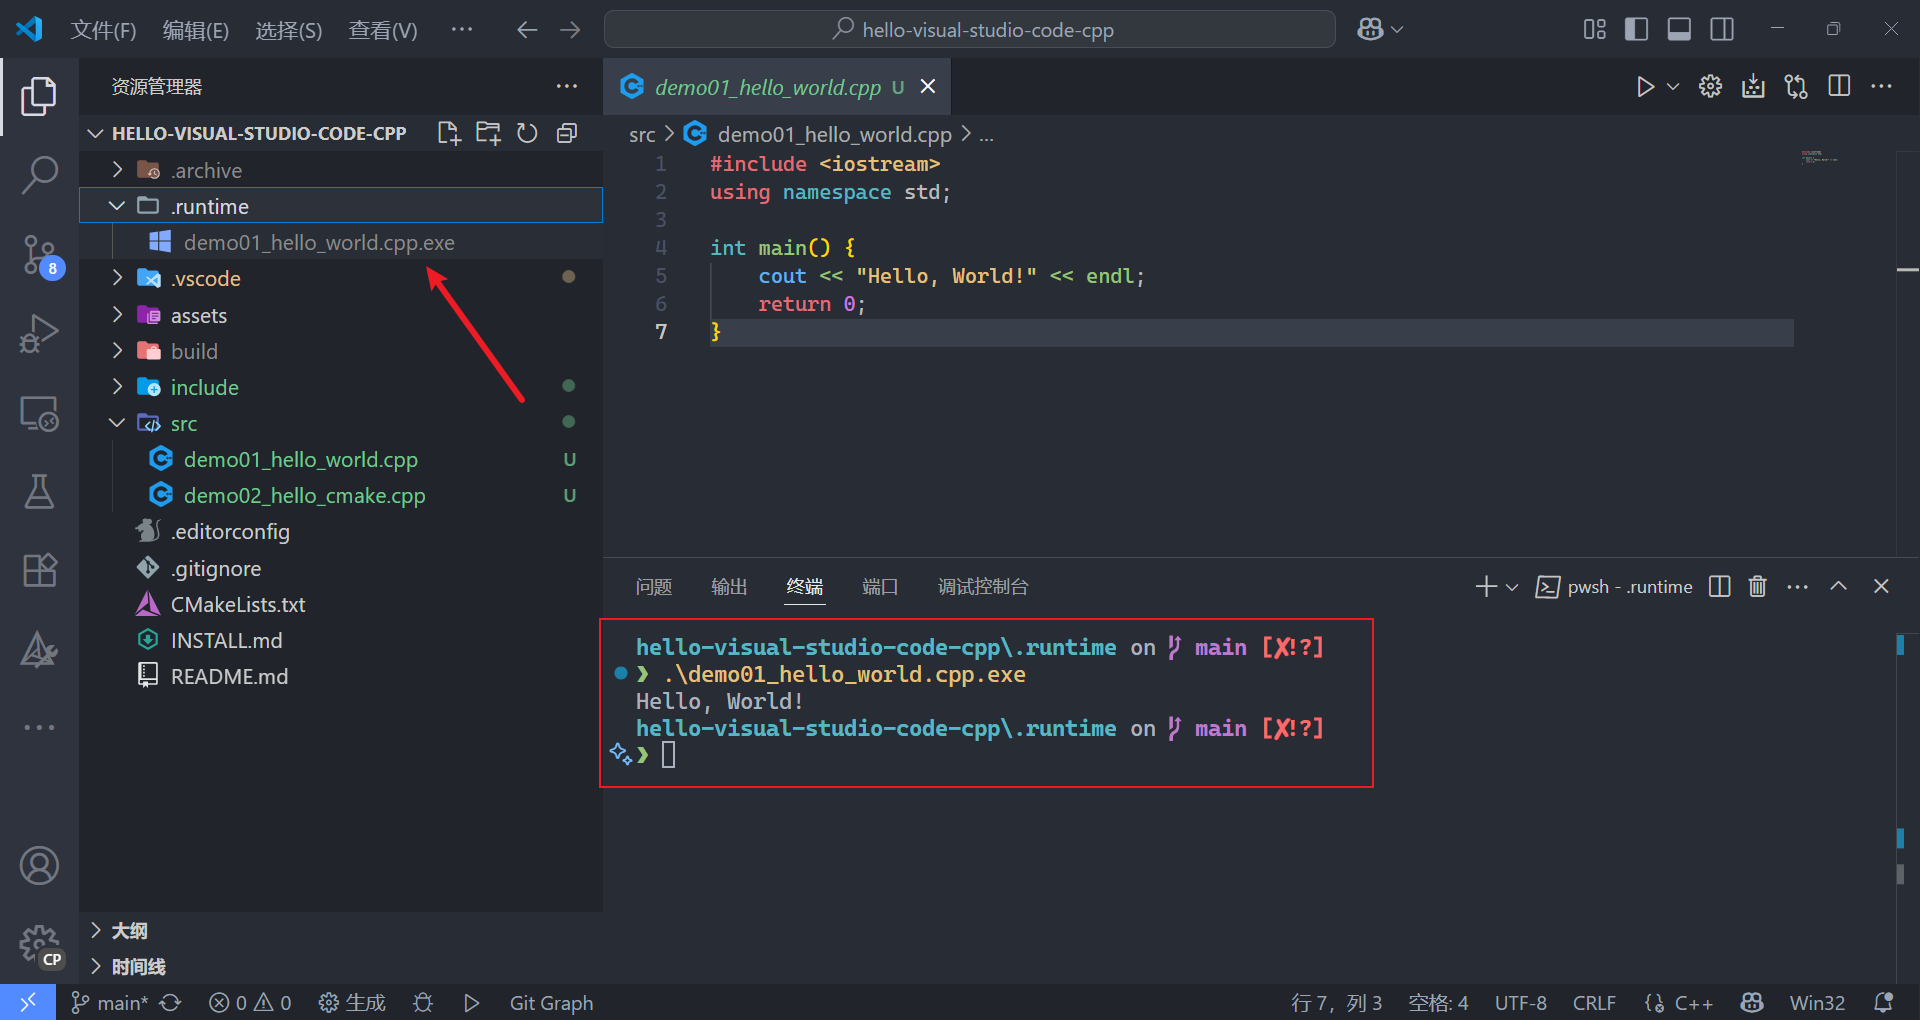 文件(F) 编辑(E) 选择(S) 查看(V) ··· hello-visual-studio-code-cpp
资源管理器
HELLO-VISUAL-STUDIO-CODE-CPP
.archive
.runtime
demo01_hello_world.cpp.exe
.vscode
assets
build
include
src
demo01_hello_world.cpp U
demo02_hello_cmake.cpp U
.editorconfig
.gitignore
CMakeLists.txt
INSTALL.md
README.md
大纲
时间线
8
CP
demo01_hello_world.cpp U
src > demo01_hello_world.cpp > ...
1 #include <iostream>
2 using namespace std;
3
4 int main() {
5 cout << "Hello, World!" << endl;
6 return 0;
7 }
问题 输出 终端 端口 调试控制台 pwsh - .runtime
hello-visual-studio-code-cpp\.runtime on main [✘!?]
❯ .\demo01_hello_world.cpp.exe
Hello, World!
hello-visual-studio-code-cpp\.runtime on main [✘!?]
❯
main* 0 0 生成 Git Graph 行 7，列 3 空格: 4 UTF-8 CRLF C++ Win32